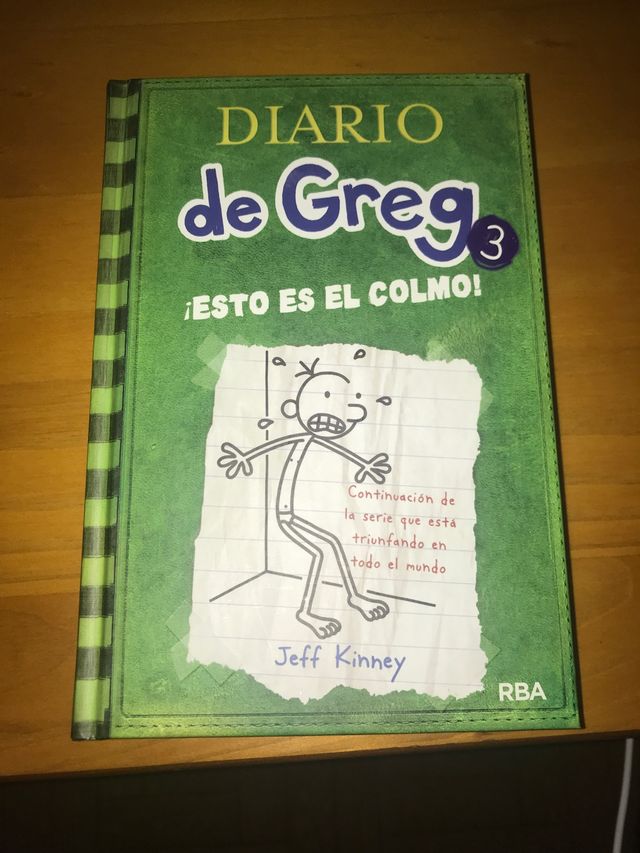 DIARIO
de Greg
3
¡ESTO ES EL COLMO!
Continuación de
la serie que está
triunfando en
todo el mundo
Jeff Kinney
RBA